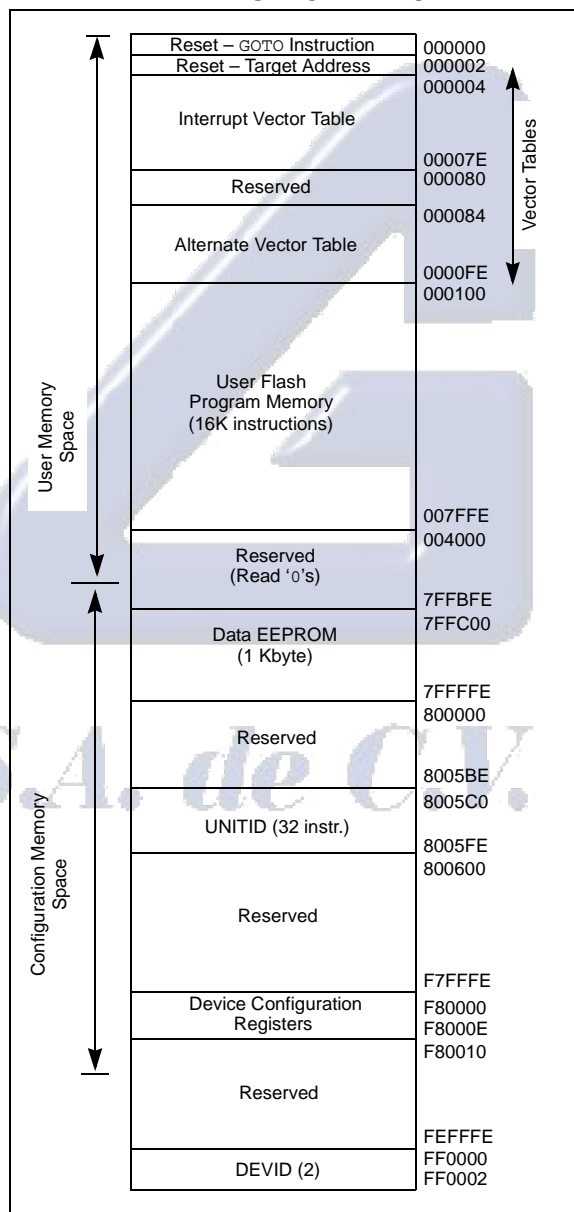 Reset – GOTO Instruction 000000
Reset – Target Address 000002
000004
Interrupt Vector Table
00007E
Reserved 000080
000084
Alternate Vector Table
0000FE
000100
Vector Tables
User Flash
Program Memory
(16K instructions)
User Memory
Space
007FFE
004000
Reserved
(Read ‘0’s)
7FFBFE
7FFC00
Data EEPROM
(1 Kbyte)
7FFFFE
800000
Reserved
8005BE
8005C0
UNITID (32 instr.)
8005FE
800600
Configuration Memory
Space
Reserved
F7FFFE
Device Configuration
Registers
F80000
F8000E
F80010
Reserved
FEFFFE
FF0000
DEVID (2)
FF0002
S.A. de C.V.